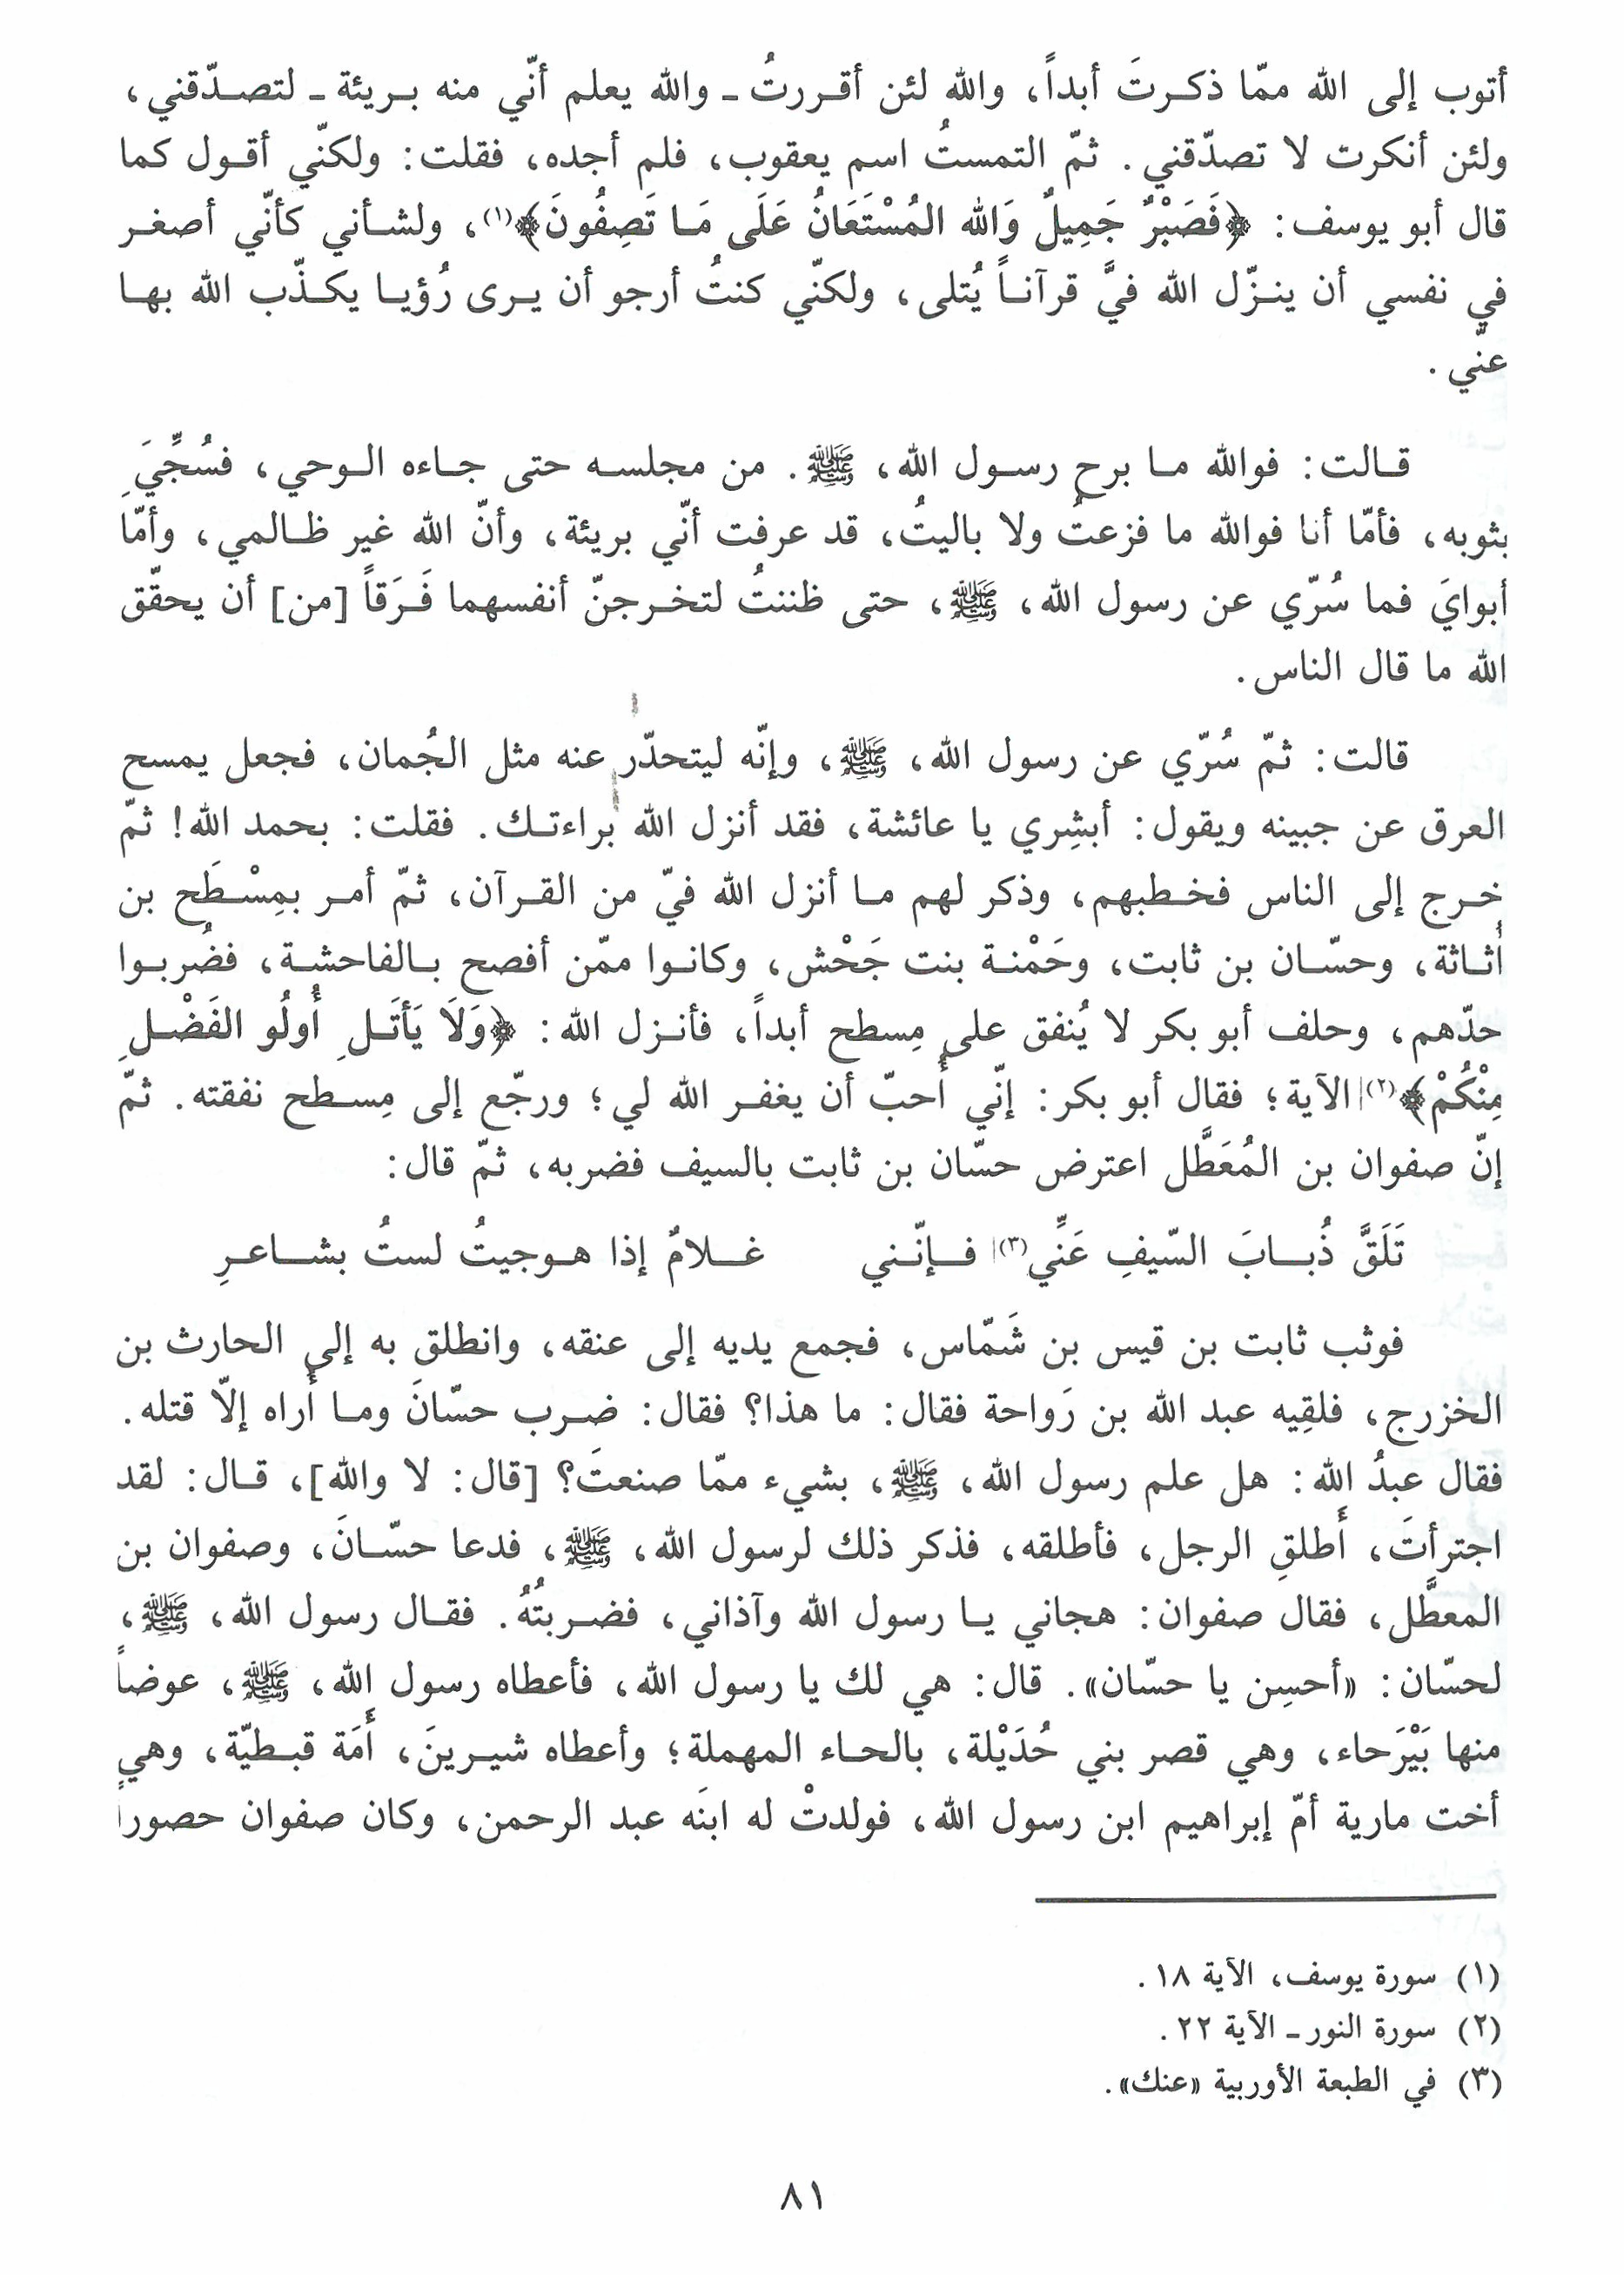 أتوب إلى الله ممّا ذكرتَ أبداً، والله لئن أقررتُ ـ والله يعلم أنّي منه بريئة ـ لتصدّقني،
ولئن أنكرت لا تصدّقني. ثمّ التمستُ اسم يعقوب، فلم أجده، فقلت: ولكنّي أقول كما
قال أبو يوسف: ﴿فَصَبْرٌ جَمِيلٌ وَالله المُسْتَعَانُ عَلَى مَا تَصِفُونَ﴾(١)، ولشأني كأنّي أصغر
في نفسي أن ينزّل الله فيَّ قرآناً يُتلى، ولكنّي كنتُ أرجو أن يرى رُؤيا يكذّب الله بها
عنّي.
قالت: فوالله ما برح رسول الله، ﷺ. من مجلسه حتى جاءه الوحي، فسُجِّيَ
بثوبه، فأمّا أنا فوالله ما فزعتُ ولا باليتُ، قد عرفت أنّي بريئة، وأنّ الله غير ظالمي، وأمّا
أبوايَ فما سُرّي عن رسول الله، ﷺ، حتى ظننتُ لتخرجنّ أنفسهما فَرَقاً [من] أن يحقّق
الله ما قال الناس.
قالت: ثمّ سُرّي عن رسول الله، ﷺ، وإنّه ليتحدّر عنه مثل الجُمان، فجعل يمسح
العرق عن جبينه ويقول: أبشِري يا عائشة، فقد أنزل الله براءتك. فقلت: بحمد الله! ثمّ
خرج إلى الناس فخطبهم، وذكر لهم ما أنزل الله فيّ من القرآن، ثمّ أمر بمِسْطَح بن
أُثاثة، وحسّان بن ثابت، وحَمْنة بنت جَحْش، وكانوا ممّن أفصح بالفاحشة، فضُربوا
حدّهم، وحلف أبو بكر لا يُنفق على مِسطح أبداً، فأنزل الله: ﴿وَلاَ يَأتَلِ أُولُو الفَضْلِ
مِنْكُمْ﴾(٢) الآية؛ فقال أبو بكر: إنّي أُحبّ أن يغفر الله لي؛ ورجّع إلى مِسطح نفقته. ثمّ
إنّ صفوان بن المُعَطَّل اعترض حسّان بن ثابت بالسيف فضربه، ثمّ قال:
تَلَقَّ ذُبابَ السّيفِ عَنِّي(٣) فإنّني غلامٌ إذا هوجيتُ لستُ بشاعرِ
فوثب ثابت بن قيس بن شَمّاس، فجمع يديه إلى عنقه، وانطلق به إلى الحارث بن
الخزرج، فلقِيه عبد الله بن رَواحة فقال: ما هذا؟ فقال: ضرب حسّانَ وما أُراه إلّا قتله.
فقال عبدُ الله: هل علم رسول الله، ﷺ، بشيء ممّا صنعتَ؟ [قال: لا والله]، قال: لقد
اجترأتَ، أَطلقِ الرجل، فأطلقه، فذكر ذلك لرسول الله، ﷺ، فدعا حسّانَ، وصفوان بن
المعطَّل، فقال صفوان: هجاني يا رسول الله وآذاني، فضربتُهُ. فقال رسول الله، ﷺ،
لحسّان: «أحسِن يا حسّان». قال: هي لك يا رسول الله، فأعطاه رسول الله، ﷺ، عوضاً
منها بَيْرَحاء، وهي قصر بني حُدَيْلة، بالحاء المهملة؛ وأعطاه شيرينَ، أَمَة قبطيّة، وهي
أخت مارية أمّ إبراهيم ابن رسول الله، فولدتْ له ابنَه عبد الرحمن، وكان صفوان حصوراً
(١) سورة يوسف، الآية ١٨.
(٢) سورة النور ـ الآية ٢٢.
(٣) في الطبعة الأوربية «عنك».
٨١